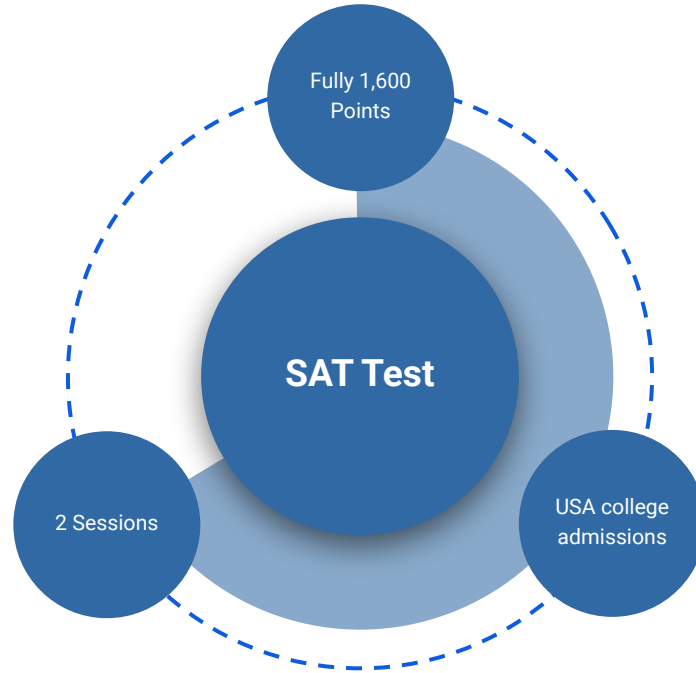 Fully 1,600
Points
SAT Test
2 Sessions
USA college
admissions